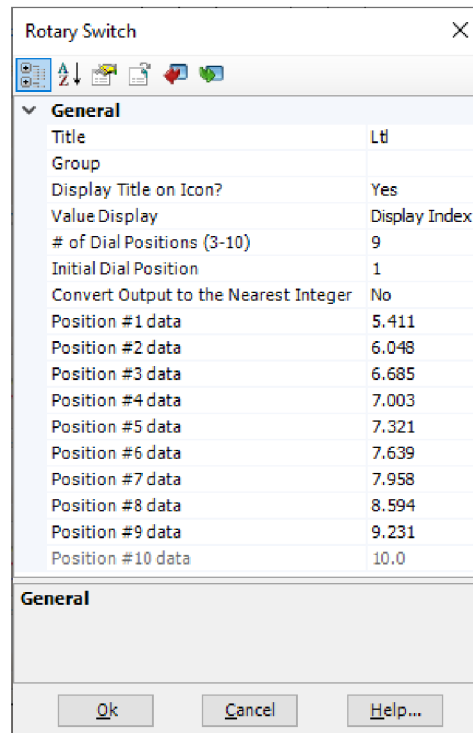 Rotary Switch
General
Title Ltl
Group
Display Title on Icon? Yes
Value Display Display Index
# of Dial Positions (3-10) 9
Initial Dial Position 1
Convert Output to the Nearest Integer No
Position #1 data 5.411
Position #2 data 6.048
Position #3 data 6.685
Position #4 data 7.003
Position #5 data 7.321
Position #6 data 7.639
Position #7 data 7.958
Position #8 data 8.594
Position #9 data 9.231
Position #10 data 10.0
General
Ok Cancel Help...